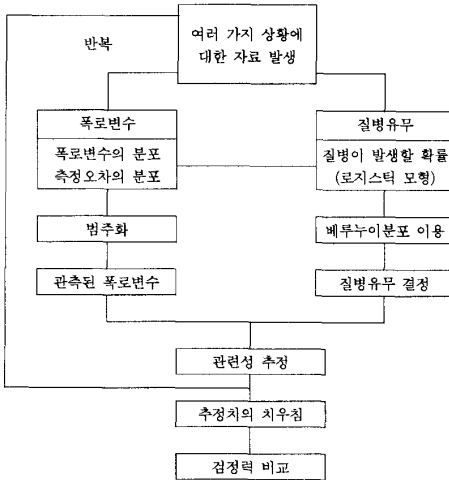 반복
여러 가지 상황에
대한 자료 발생
폭로변수
폭로변수의 분포
측정오차의 분포
질병유무
질병이 발생할 확률
(로지스틱 모형)
범주화
베루누이분포 이용
관측된 폭로변수
질병유무 결정
관련성 추정
추정치의 치우침
검정력 비교